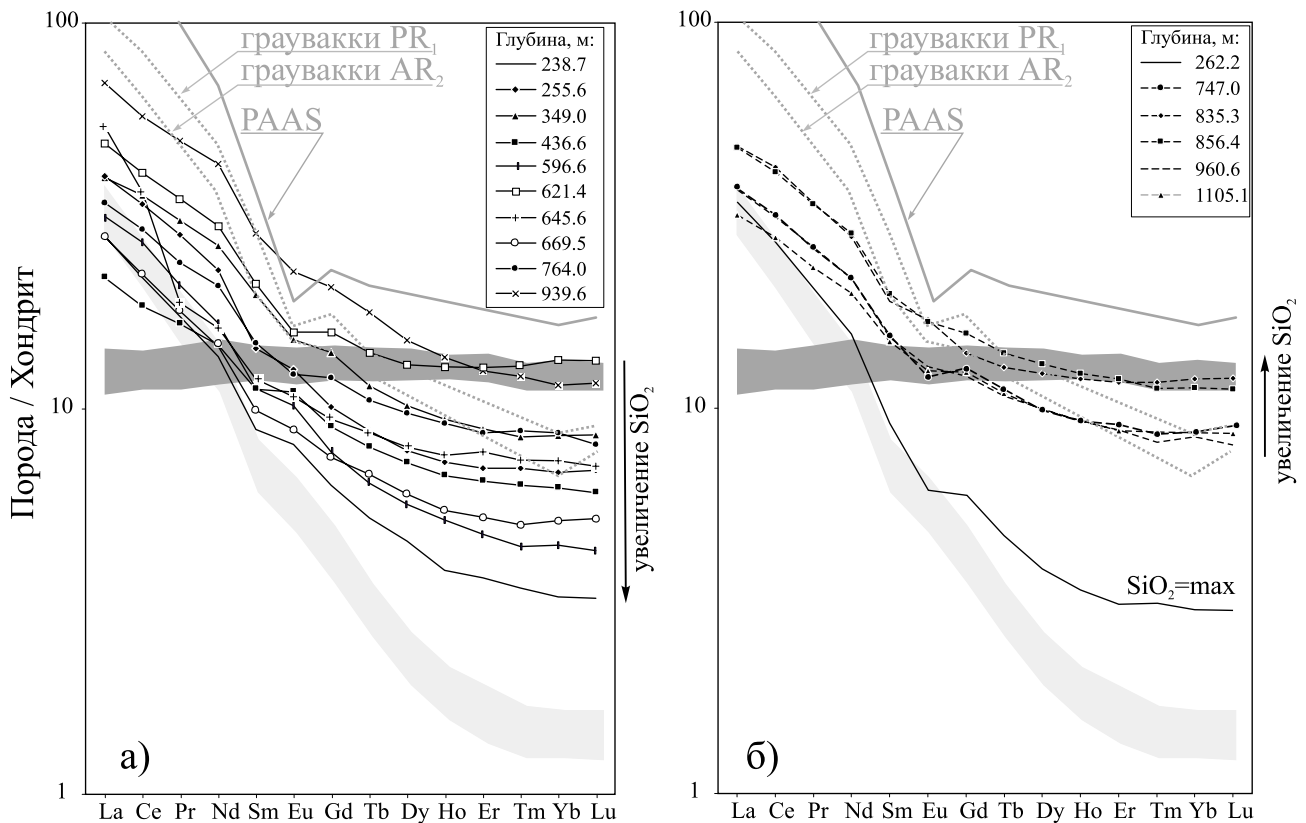 Порода / Хондрит
100
10
1
граувакки PR1
граувакки AR2
PAAS
Глубина, м:
238.7
255.6
349.0
436.6
596.6
621.4
645.6
669.5
764.0
939.6
увеличение SiO2
а)
La Ce Pr Nd Sm Eu Gd Tb Dy Ho Er Tm Yb Lu
100
10
1
граувакки PR1
граувакки AR2
PAAS
Глубина, м:
262.2
747.0
835.3
856.4
960.6
1105.1
увеличение SiO2
SiO2=max
б)
La Ce Pr Nd Sm Eu Gd Tb Dy Ho Er Tm Yb Lu